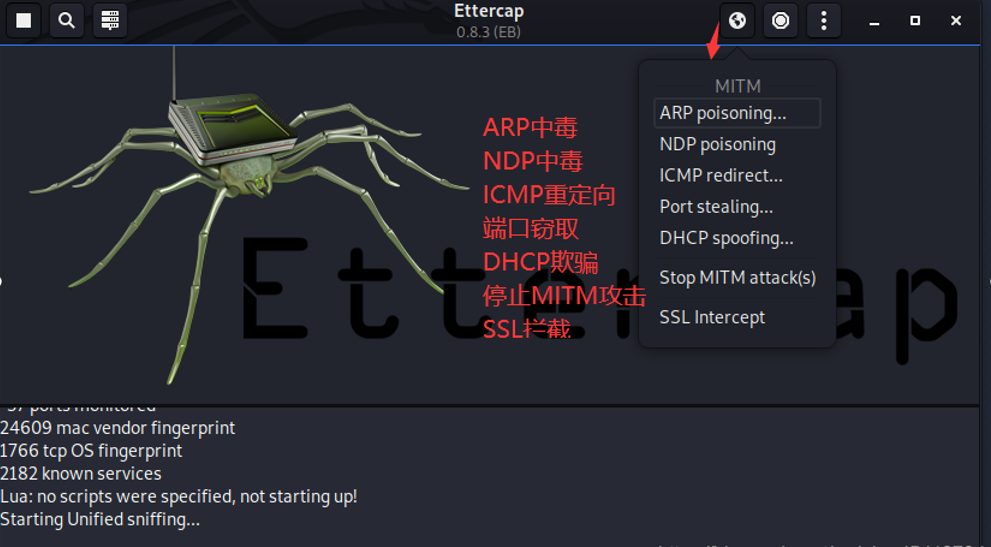 Ettercap
0.8.3 (EB)
MITM
ARP poisoning...
NDP poisoning
ICMP redirect...
Port stealing...
DHCP spoofing...
Stop MITM attack(s)
SSL Intercept
ARP中毒
NDP中毒
ICMP重定向
端口窃取
DHCP欺骗
停止MITM攻击
SSL拦截
Ettercap
57 ports monitored
24609 mac vendor fingerprint
1766 tcp OS fingerprint
2182 known services
Lua: no scripts were specified, not starting up!
Starting Unified sniffing...